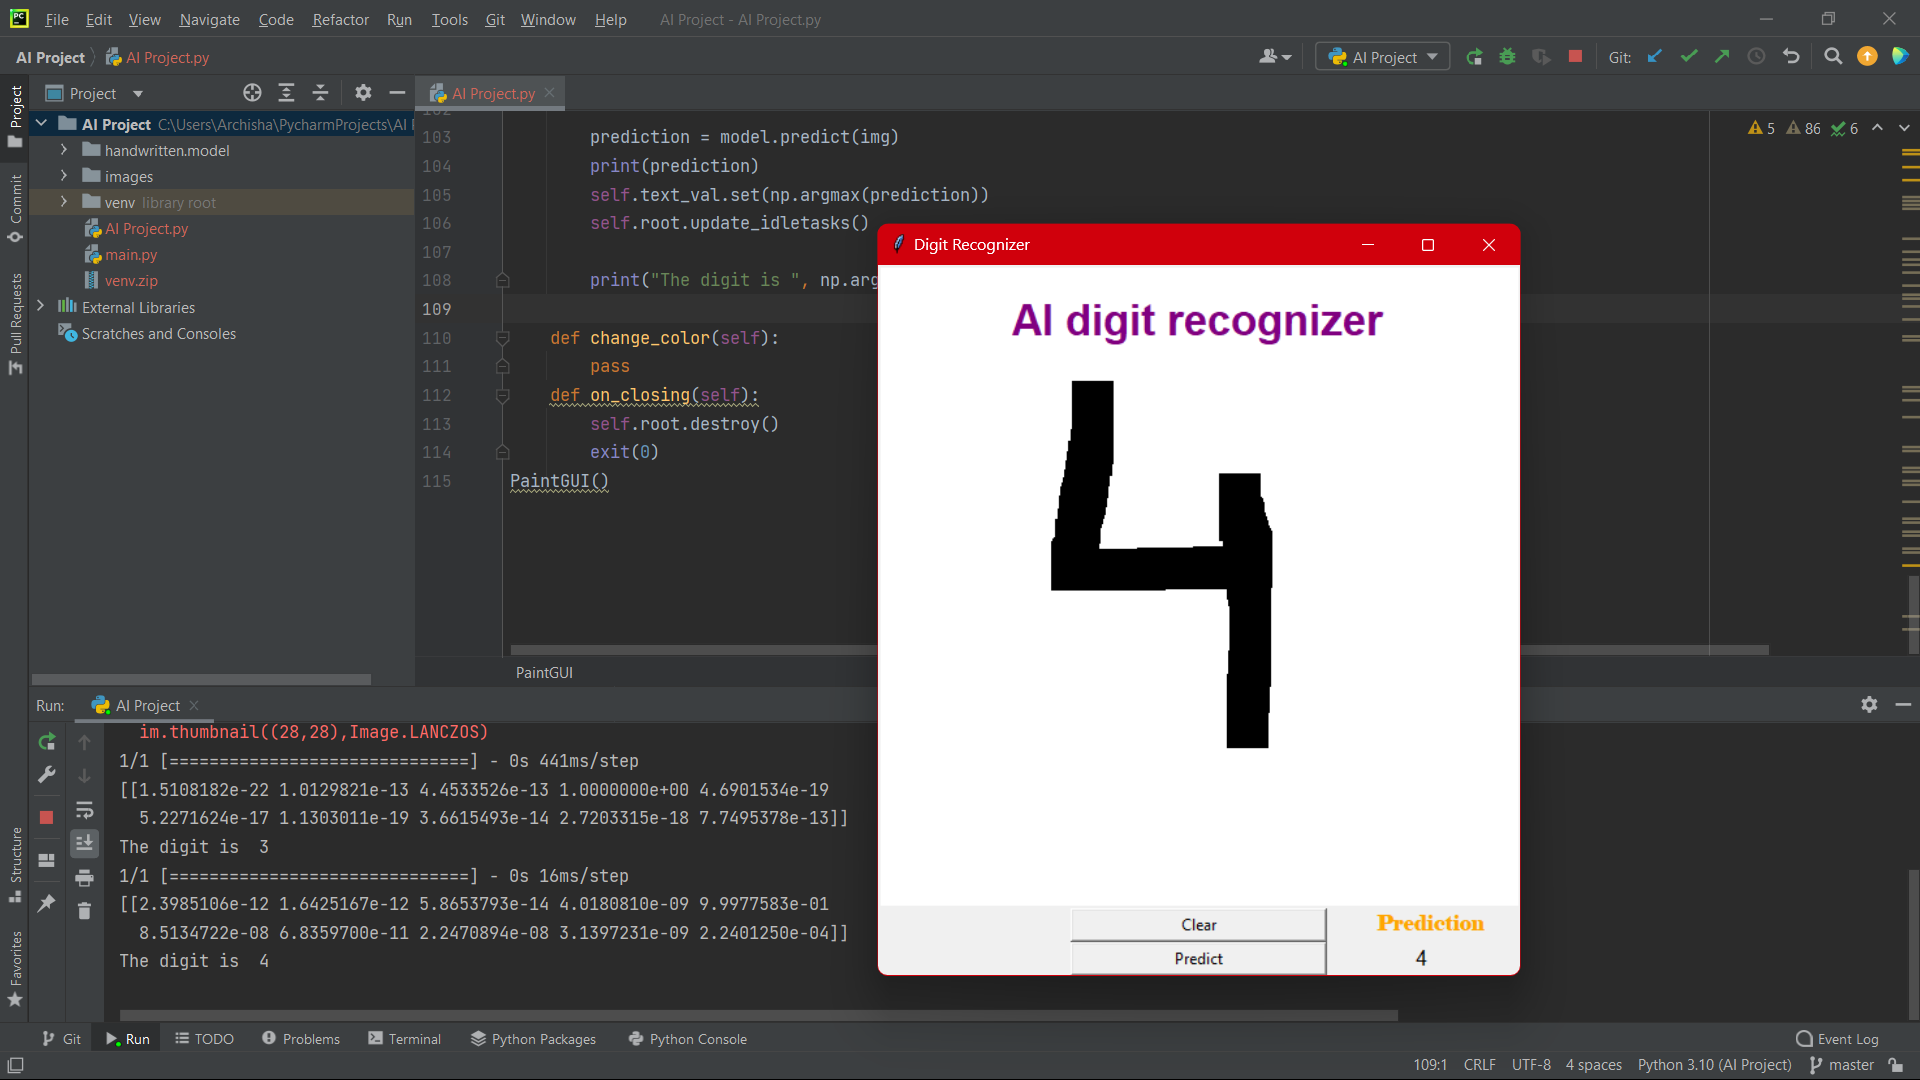 File Edit View Navigate Code Refactor Run Tools Git Window Help AI Project - AI Project.py
AI Project AI Project.py
AI Project
Git:
Project
AI Project.py
AI Project C:\Users\Archisha\PycharmProjects\AI
handwritten.model
images
venv library root
AI Project.py
main.py
venv.zip
External Libraries
Scratches and Consoles
Project
Commit
Pull Requests
Structure
Favorites
5 86 6
103 prediction = model.predict(img)
104 print(prediction)
105 self.text_val.set(np.argmax(prediction))
106 self.root.update_idletasks()
107
108 print("The digit is ", np.arg
109
110 def change_color(self):
111 pass
112 def on_closing(self):
113 self.root.destroy()
114 exit(0)
115 PaintGUI()
PaintGUI
Digit Recognizer
AI digit recognizer
4
Clear
Predict
Prediction
4
Run: AI Project
im.thumbnail((28,28),Image.LANCZOS)
1/1 [==============================] - 0s 441ms/step
[[1.5108182e-22 1.0129821e-13 4.4533526e-13 1.0000000e+00 4.6901534e-19
5.2271624e-17 1.1303011e-19 3.6615493e-14 2.7203315e-18 7.7495378e-13]]
The digit is  3
1/1 [==============================] - 0s 16ms/step
[[2.3985106e-12 1.6425167e-12 5.8653793e-14 4.0180810e-09 9.9977583e-01
8.5134722e-08 6.8359700e-11 2.2470894e-08 3.1397231e-09 2.2401250e-04]]
The digit is  4
Git Run TODO Problems Terminal Python Packages Python Console Event Log
109:1 CRLF UTF-8 4 spaces Python 3.10 (AI Project) master